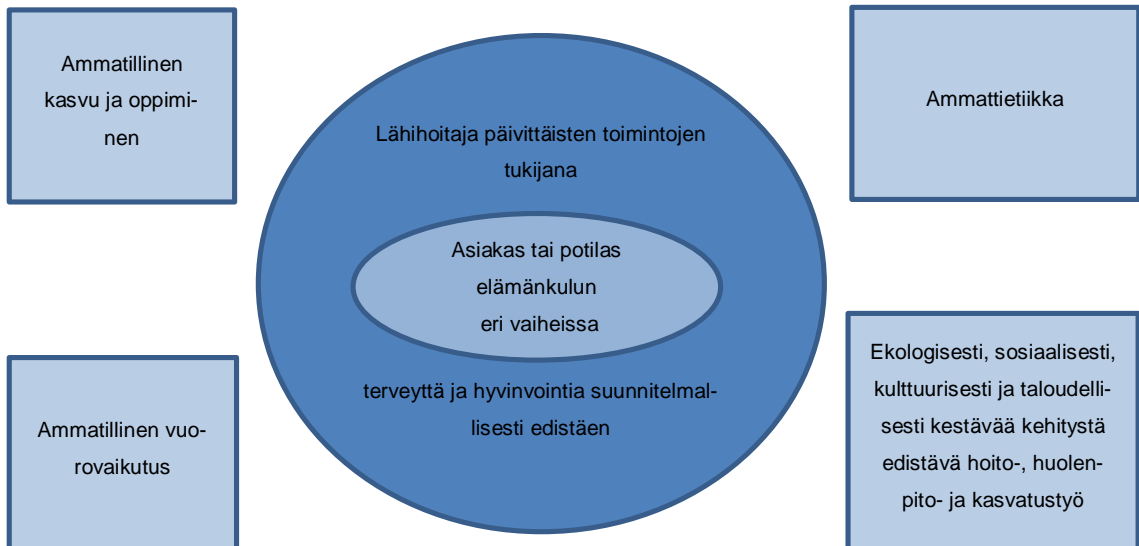 Ammatillinen
kasvu ja oppimi-
nen
Ammattietiikka
Lähihoitaja päivittäisten toimintojen
tukijana
Asiakas tai potilas
elämänkulun
eri vaiheissa
terveyttä ja hyvinvointia suunnitelmal-
lisesti edistäen
Ammatillinen vuo-
rovaikutus
Ekologisesti, sosiaalisesti,
kulttuurisesti ja taloudelli-
sesti kestävää kehitystä
edistävä hoito-, huolen-
pito- ja kasvatustyö